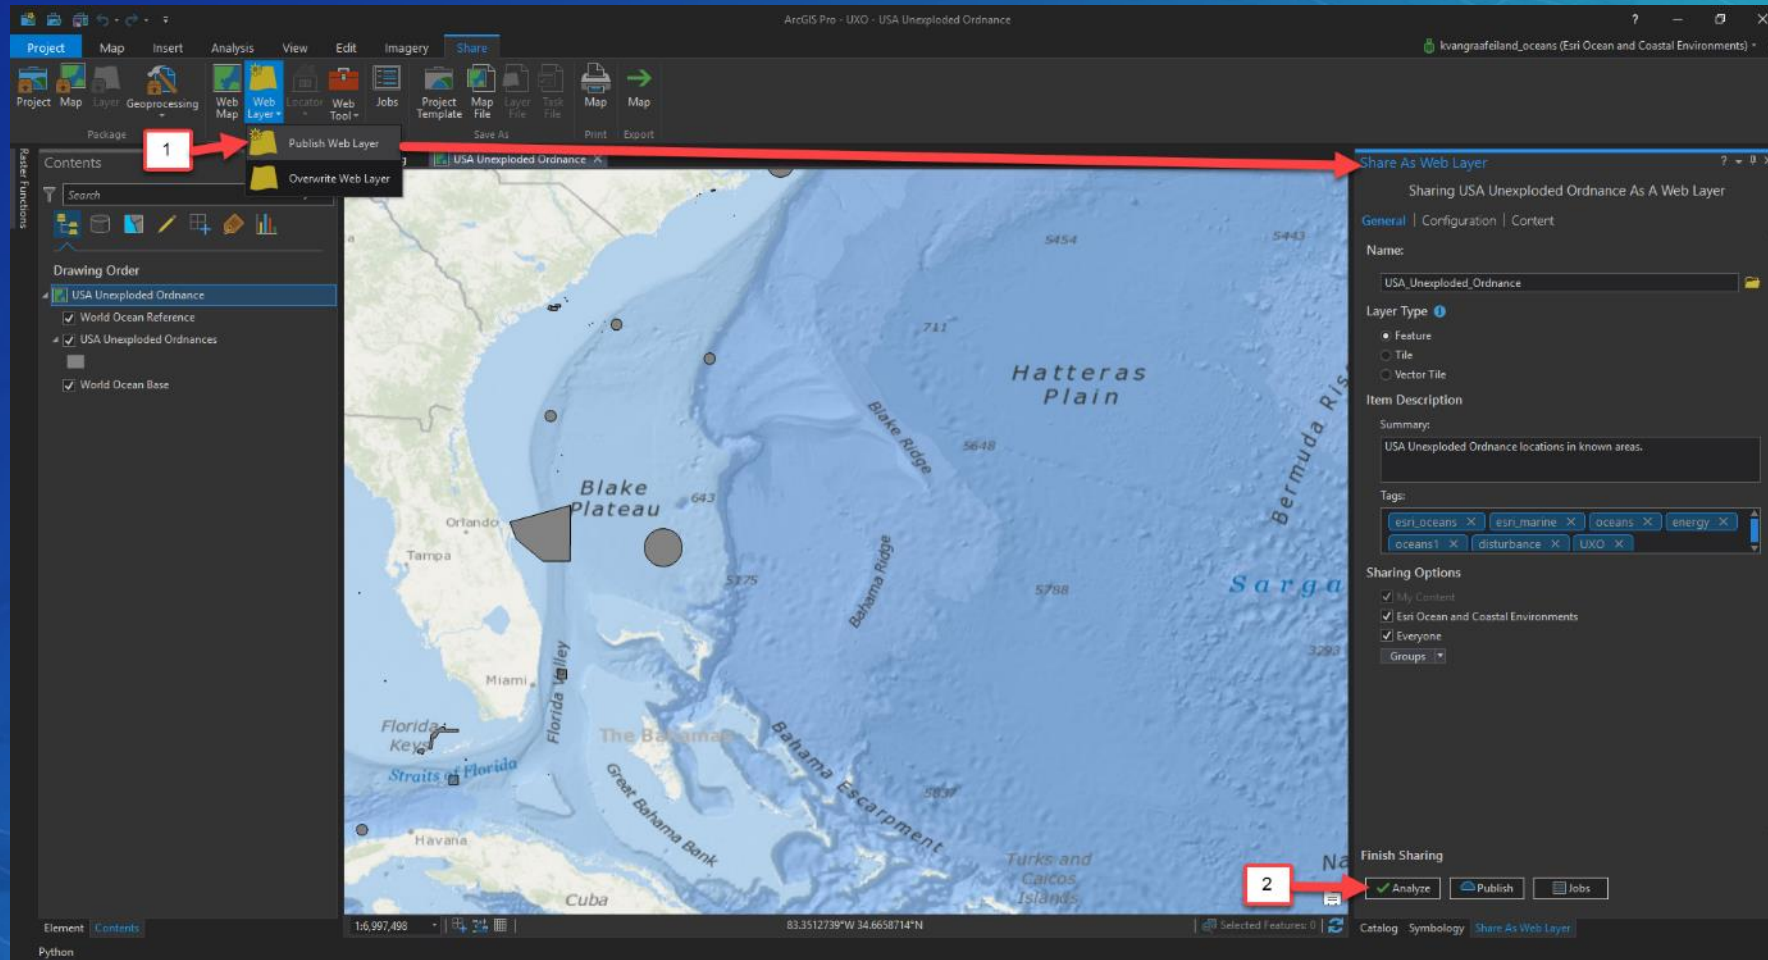 ArcGIS Pro - UXO - USA Unexploded Ordnance
?
Project Map Insert Analysis View Edit Imagery Share
kvangraafeiland_oceans (Esri Ocean and Coastal Environments)
Project Map Layer Geoprocessing
Web Map
Web Layer
Locator
Web Tool
Jobs
Project Template
Map File
Layer File
Task File
Map
Map
Package
Save As
Print
Export
1
Publish Web Layer
Overwrite Web Layer
Raster Functions
Contents
Search
Drawing Order
USA Unexploded Ordnance
World Ocean Reference
USA Unexploded Ordnances
World Ocean Base
Element Contents
Python
USA Unexploded Ordnance
5454
5443
711
Hatteras
Plain
Blake Ridge
5648
Blake
Plateau
643
Orlando
Tampa
5175
Bahama Ridge
5788
Sarga
3293
Miami
Florida Valley
Florida
Keys
The Bahamas
Straits of Florida
Great Bahama Bank
Bahama Escarpment
5837
Havana
Turks and
Caicos
Islands
Na
Cuba
1:6,997,498
83.3512739°W 34.6658714°N
Selected Features: 0
Share As Web Layer
?
Sharing USA Unexploded Ordnance As A Web Layer
General | Configuration | Content
Name:
USA_Unexploded_Ordnance
Layer Type
Feature
Tile
Vector Tile
Item Description
Summary:
USA Unexploded Ordnance locations in known areas.
Tags:
esri_oceans × esri_marine × oceans × energy ×
oceans1 × disturbance × UXO ×
Sharing Options
My Content
Esri Ocean and Coastal Environments
Everyone
Groups
Finish Sharing
2
Analyze Publish Jobs
Catalog Symbology Share As Web Layer